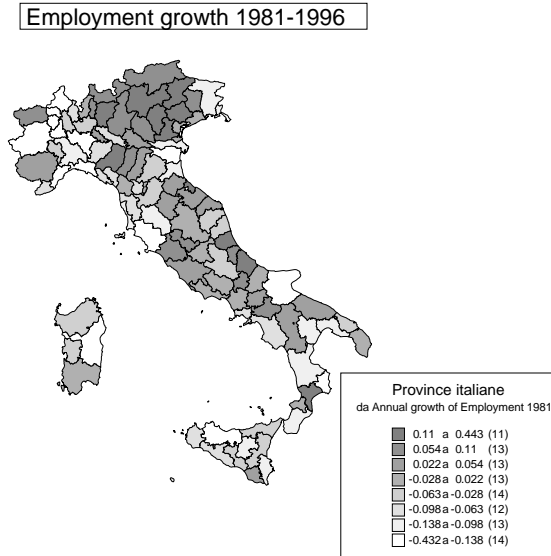 Employment growth 1981-1996
Province italiane
da Annual growth of Employment 1981
0.11 a 0.443 (11)
0.054 a 0.11 (13)
0.022 a 0.054 (13)
-0.028 a 0.022 (13)
-0.063 a -0.028 (14)
-0.098 a -0.063 (12)
-0.138 a -0.098 (13)
-0.432 a -0.138 (14)